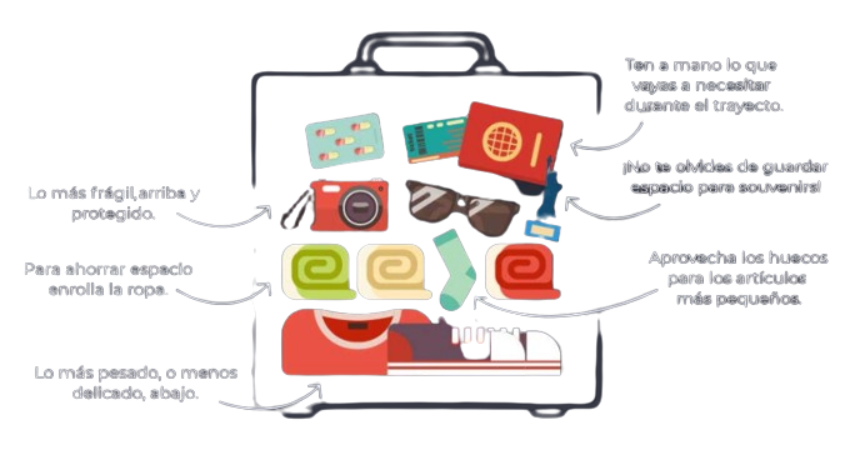 Ten a mano lo que
vayas a necesitar
durante el trayecto.
¡No te olvides de guardar
espacio para souvenirs!
Lo más frágil, arriba y
protegido.
Aprovecha los huecos
para los artículos
más pequeños.
Para ahorrar espacio
enrolla la ropa.
Lo más pesado, o menos
delicado, abajo.